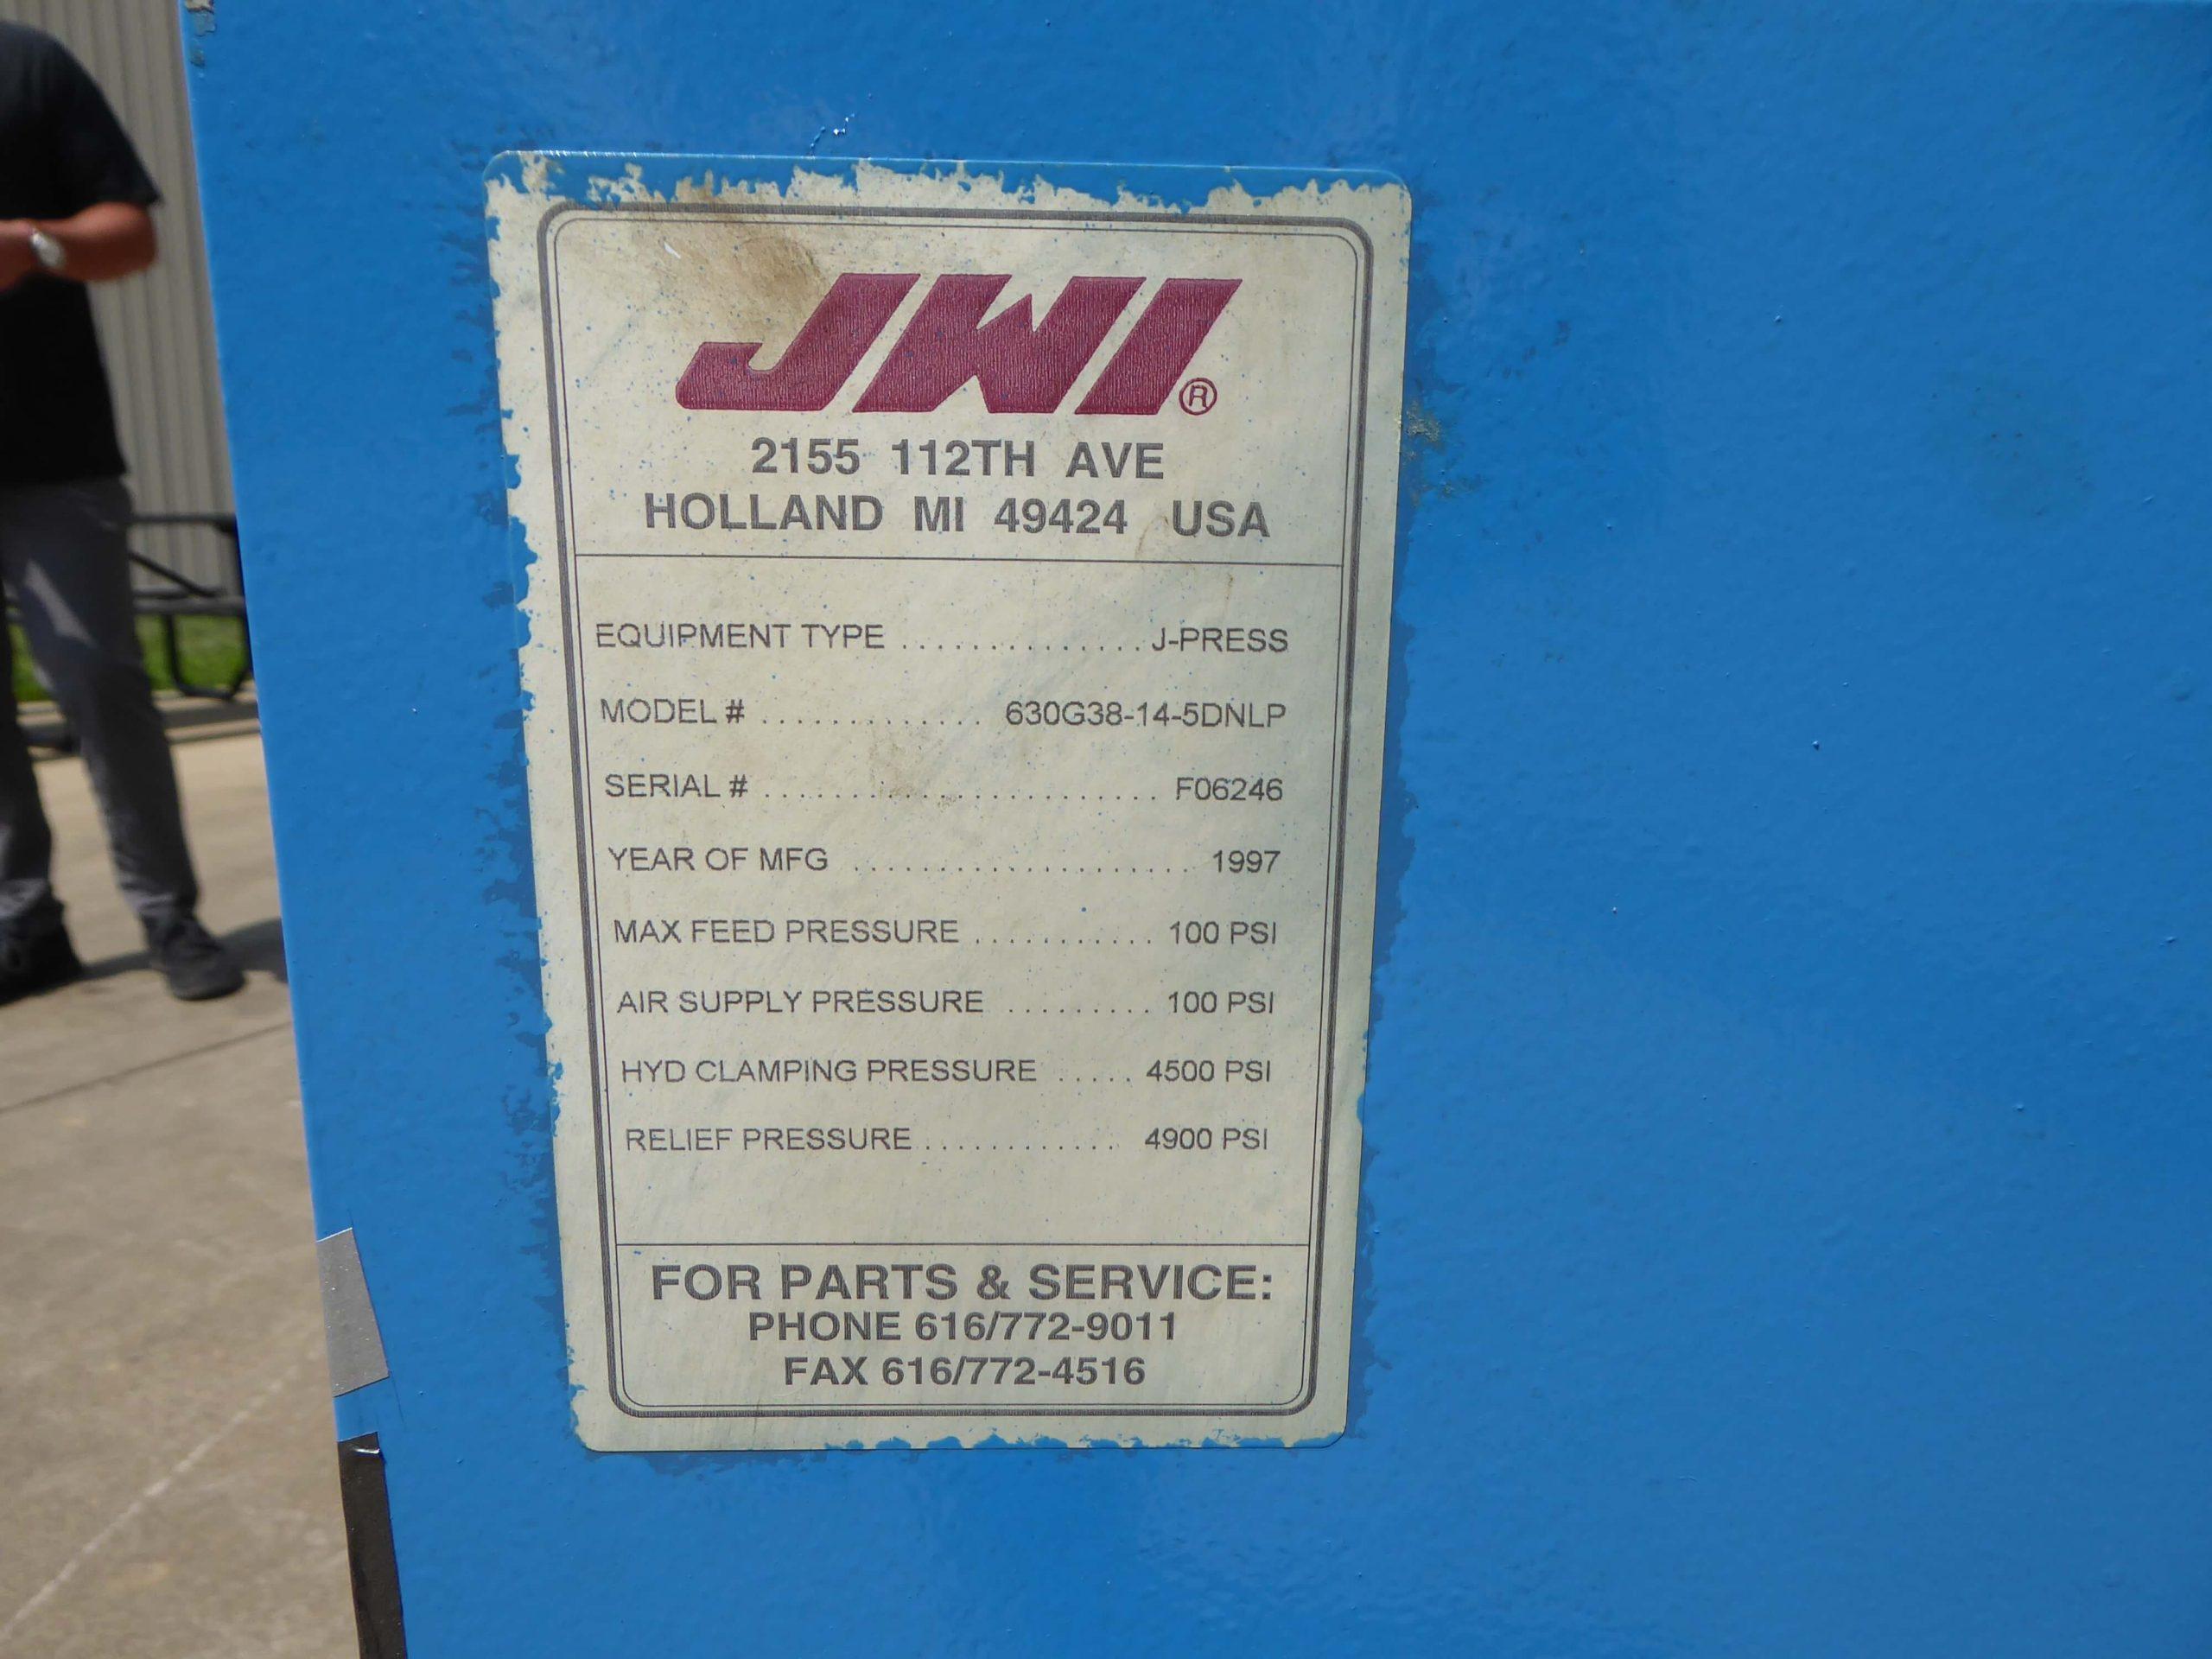 JWI®
2155 112TH AVE
HOLLAND MI 49424 USA
EQUIPMENT TYPE .............. J-PRESS
MODEL # ............. 630G38-14-5DNLP
SERIAL # ....................... F06246
YEAR OF MFG .................... 1997
MAX FEED PRESSURE ........... 100 PSI
AIR SUPPLY PRESSURE ......... 100 PSI
HYD CLAMPING PRESSURE ..... 4500 PSI
RELIEF PRESSURE ............ 4900 PSI
FOR PARTS & SERVICE:
PHONE 616/772-9011
FAX 616/772-4516